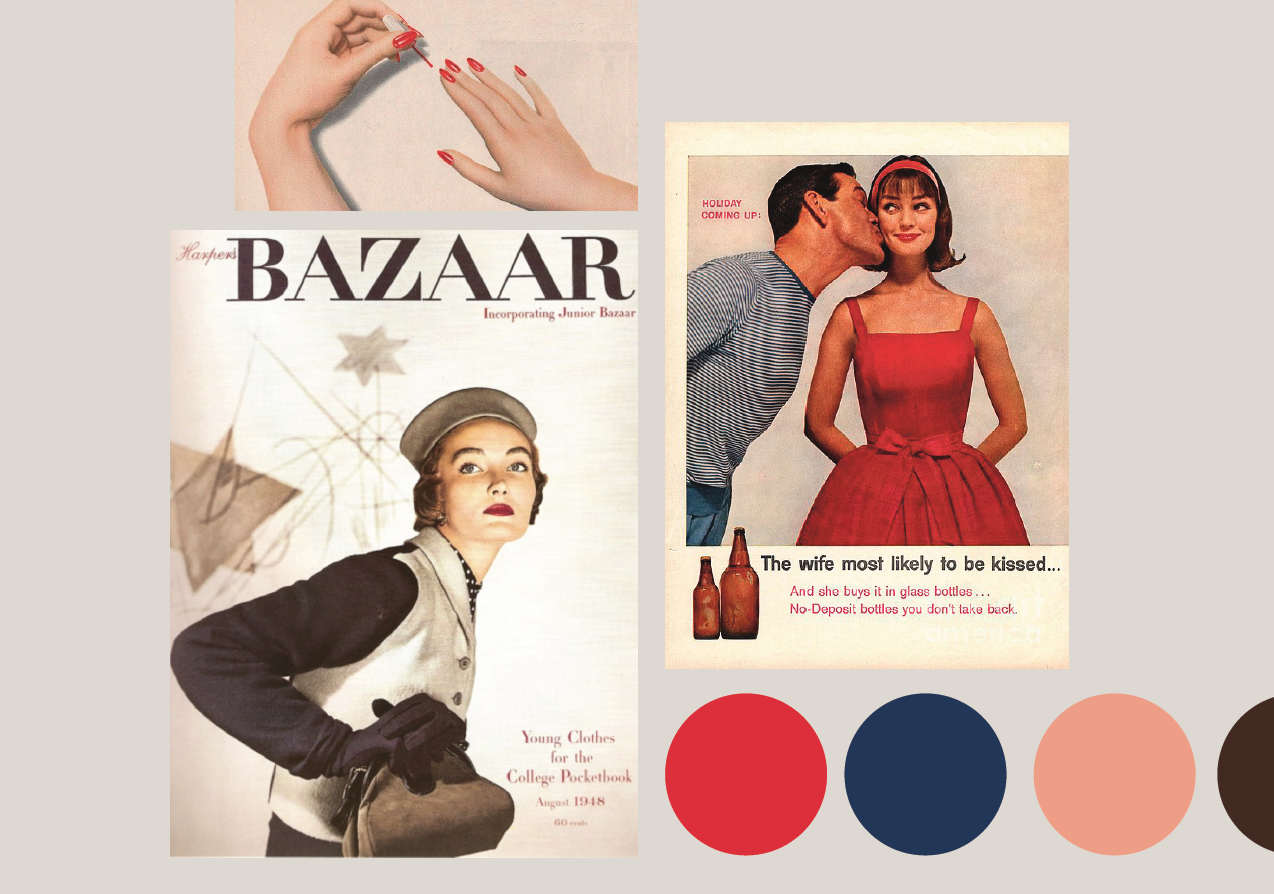 Harper's
BAZAAR
Incorporating Junior Bazaar
Young Clothes
for the
College Pocketbook
August 1948
60 cents
HOLIDAY
COMING UP:
The wife most likely to be kissed...
And she buys it in glass bottles...
No-Deposit bottles you don't take back.